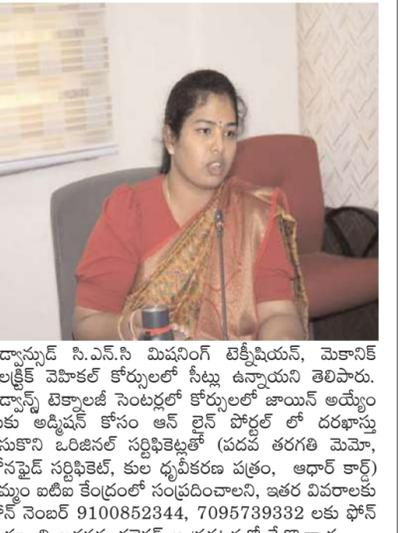 సి.ఎన్.సి మిషనింగ్ టెక్నీషియన్, మెకానిక్
వెహికల్ కోర్సులలో సీట్లు ఉన్నాయని తెలిపారు.
టెక్నాలజీ సెంటర్లలో కోర్సులలో జాయిన్ అయ్యేం
అడ్మిషన్ కోసం ఆన్ లైన్ పోర్టల్ లో దరఖాస్తు
ఒరిజినల్ సర్టిఫికెట్లతో (పదవ తరగతి మెమో,
సర్టిఫికెట్, కుల ధృవీకరణ పత్రం, ఆధార్ కార్డ్)
ఐటిఐ కేంద్రంలో సంప్రదించాలని, ఇతర వివరాలకు
నెంబర్ 9100852344, 7095739332 లకు ఫోన్